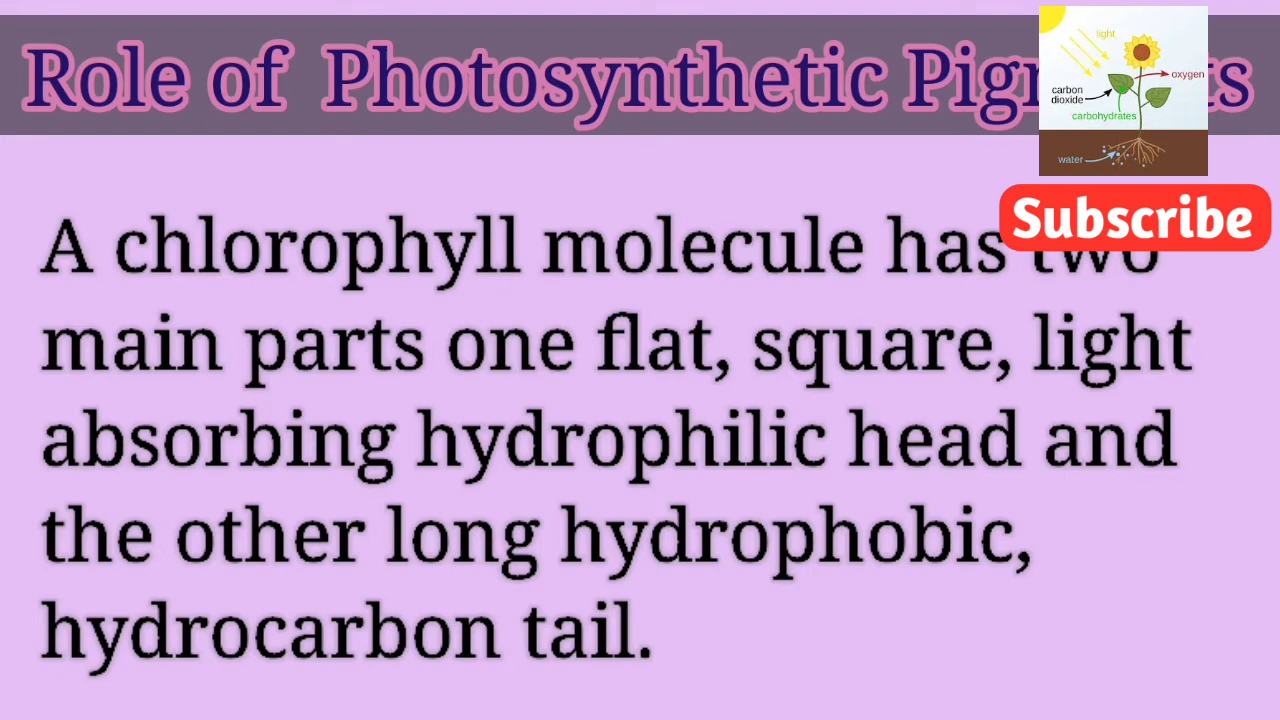 Role of Photosynthetic
light
oxygen
carbon
dioxide
carbohydrates
water
Subscribe
A chlorophyll molecule has two
main parts one flat, square, light
absorbing hydrophilic head and
the other long hydrophobic,
hydrocarbon tail.